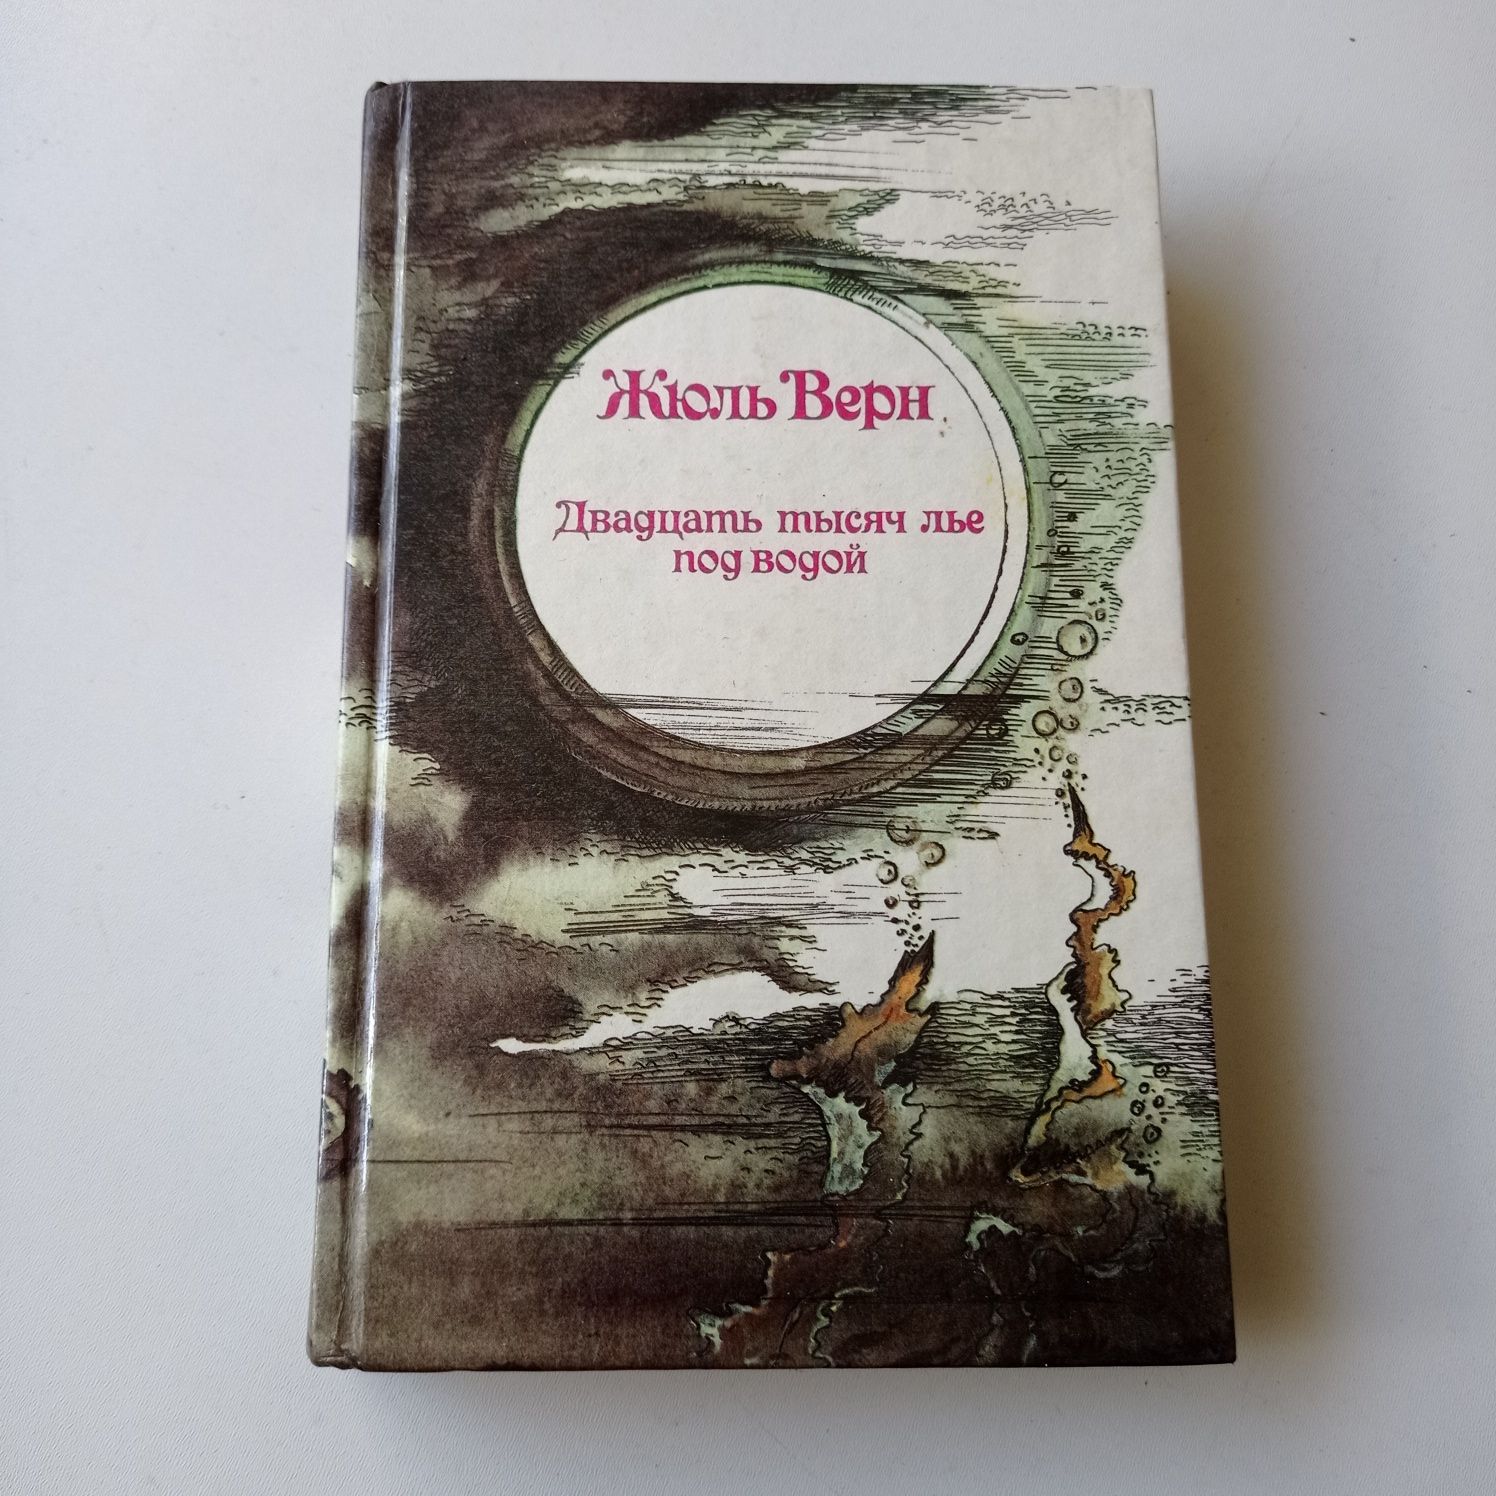 Жюль Верн
Двадцать тысяч лье
под водой